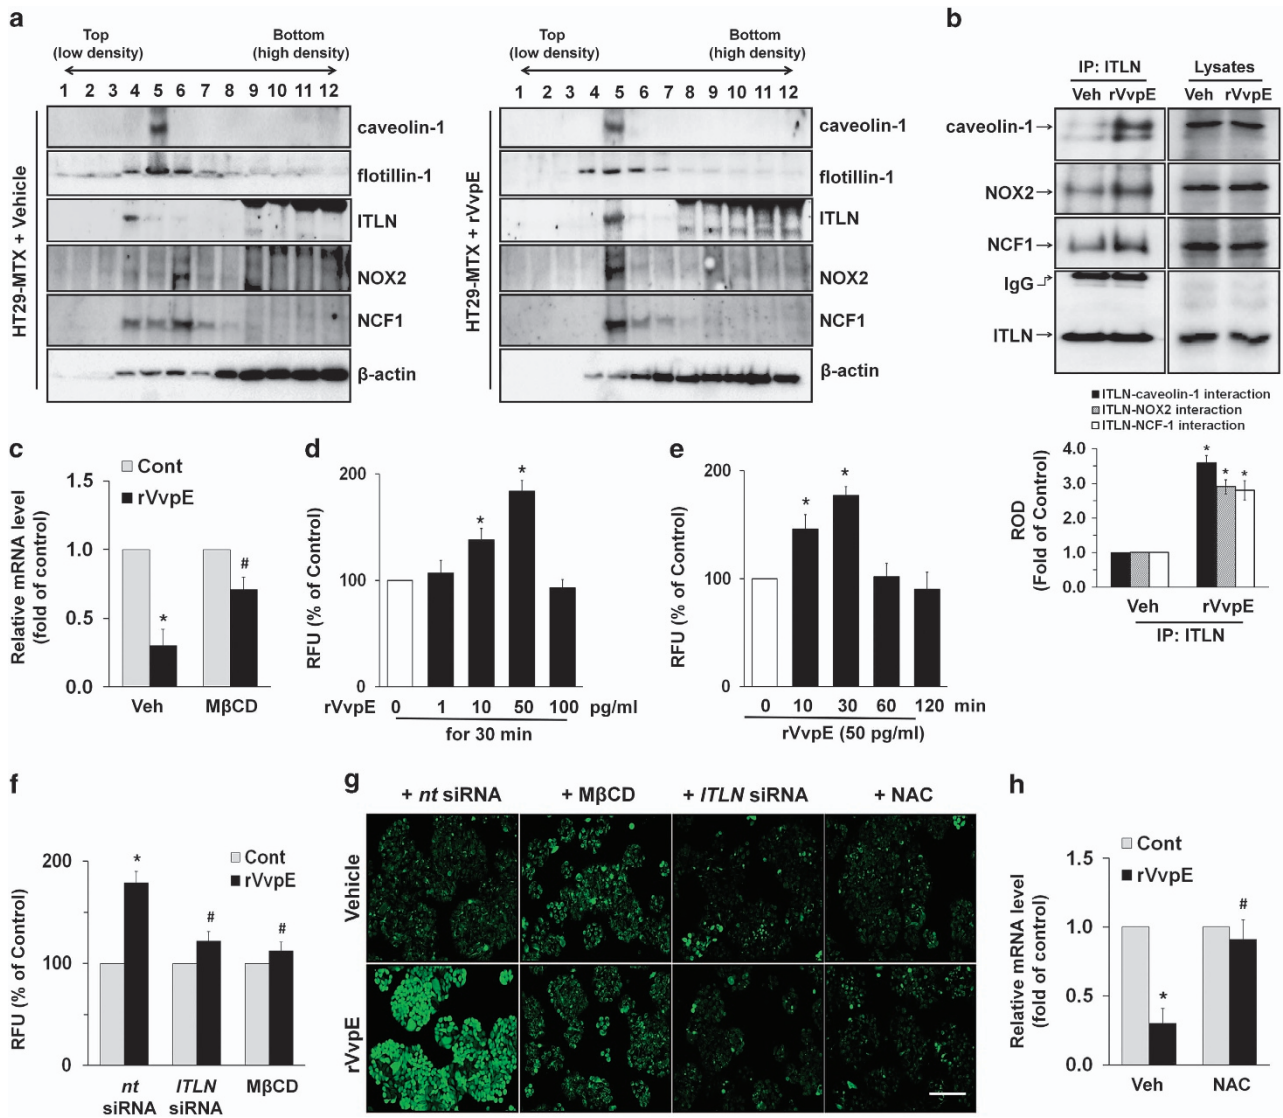 a
Top
(low density)
Bottom
(high density)
1 2 3 4 5 6 7 8 9 10 11 12
HT29-MTX + Vehicle
caveolin-1
flotillin-1
ITLN
NOX2
NCF1
β-actin
Top
(low density)
Bottom
(high density)
1 2 3 4 5 6 7 8 9 10 11 12
HT29-MTX + rVvpE
caveolin-1
flotillin-1
ITLN
NOX2
NCF1
β-actin
b
IP: ITLN Lysates
Veh rVvpE Veh rVvpE
caveolin-1
NOX2
NCF1
IgG
ITLN
ITLN-caveolin-1 interaction
ITLN-NOX2 interaction
ITLN-NCF-1 interaction
ROD
(Fold of Control)
4.0
3.0
2.0
1.0
0.0
* * *
Veh rVvpE
IP: ITLN
c
Cont
rVvpE
Relative mRNA level
(fold of control)
1.5
1.0
0.5
0.0
* #
Veh MβCD
d
RFU (% of Control)
200
100
0
* *
rVvpE 0 1 10 50 100 pg/ml
for 30 min
e
RFU (% of Control)
200
100
0
* *
0 10 30 60 120 min
rVvpE (50 pg/ml)
f
Cont
rVvpE
RFU (% of Control)
200
100
0
* # #
nt
siRNA
ITLN
siRNA
MβCD
g
+ nt siRNA + MβCD + ITLN siRNA + NAC
Vehicle
rVvpE
h
Cont
rVvpE
Relative mRNA level
(fold of control)
1.5
1.0
0.5
0.0
* #
Veh NAC